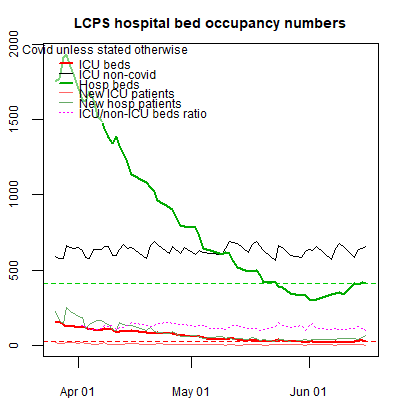 LCPS hospital bed occupancy numbers
Covid unless stated otherwise
ICU beds
ICU non-covid
Hosp beds
New ICU patients
New hosp patients
ICU/non-ICU beds ratio
2000
1500
1000
500
0
Apr 01 May 01 Jun 01